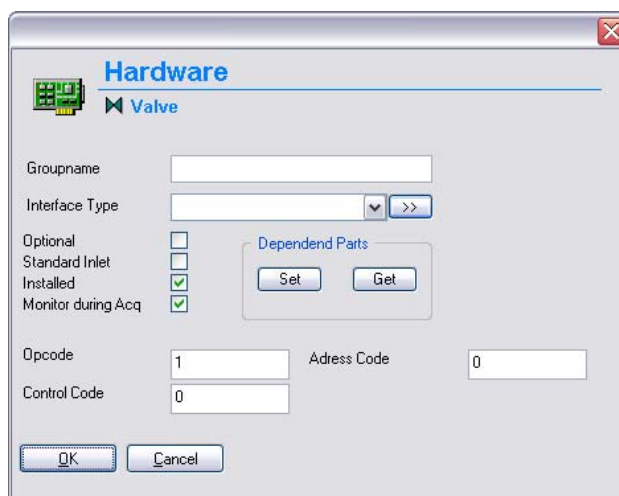 Hardware
Valve
Groupname
Interface Type >>
Optional
Standard Inlet
Installed
Monitor during Acq
Dependend Parts
Set Get
Opcode 1 Adress Code 0
Control Code 0
OK Cancel